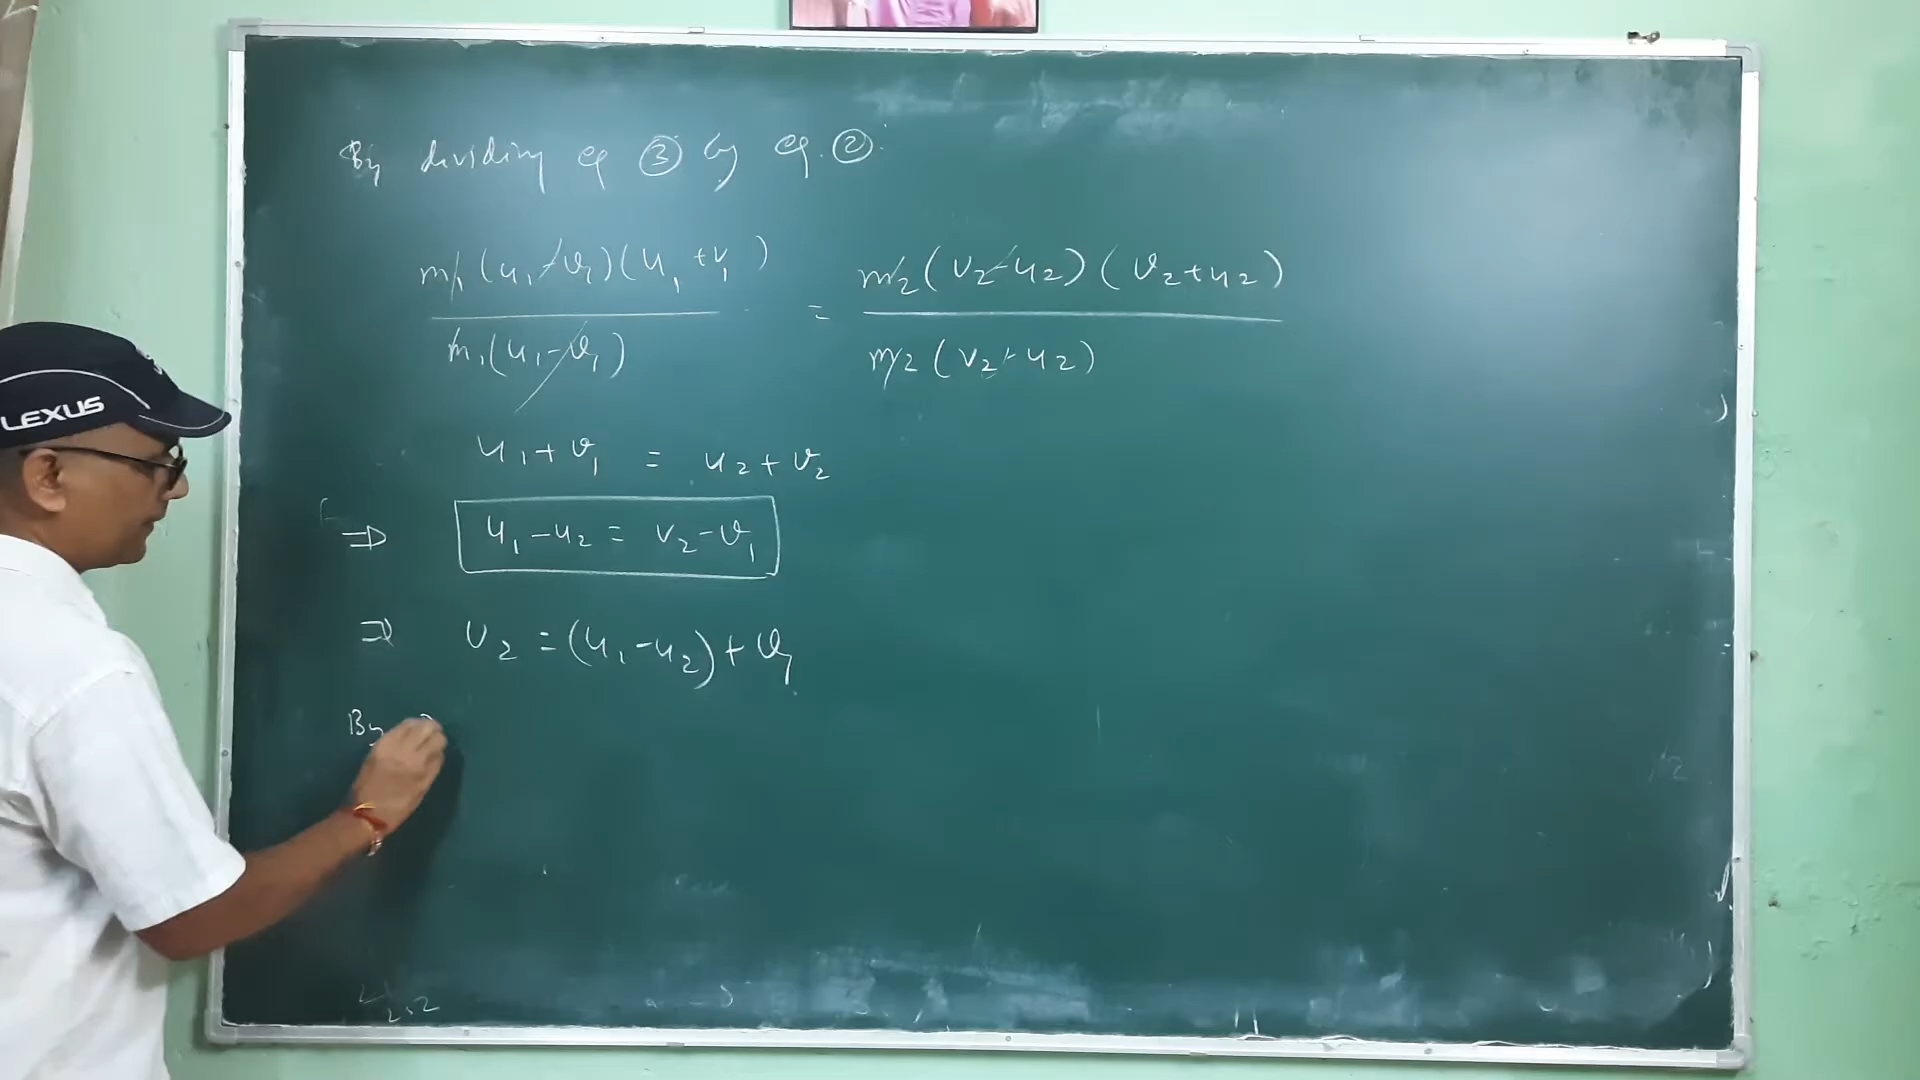 By dividing eq ③ by eq. ②.
m₁(u₁-v₁)(u₁+v₁) / m₁(u₁-v₁) = m₂(v₂-u₂)(v₂+u₂) / m₂(v₂-u₂)
u₁+v₁ = u₂+v₂
⇒ u₁-u₂ = v₂-v₁
⇒ v₂ = (u₁-u₂)+v₁
By
LEXUS